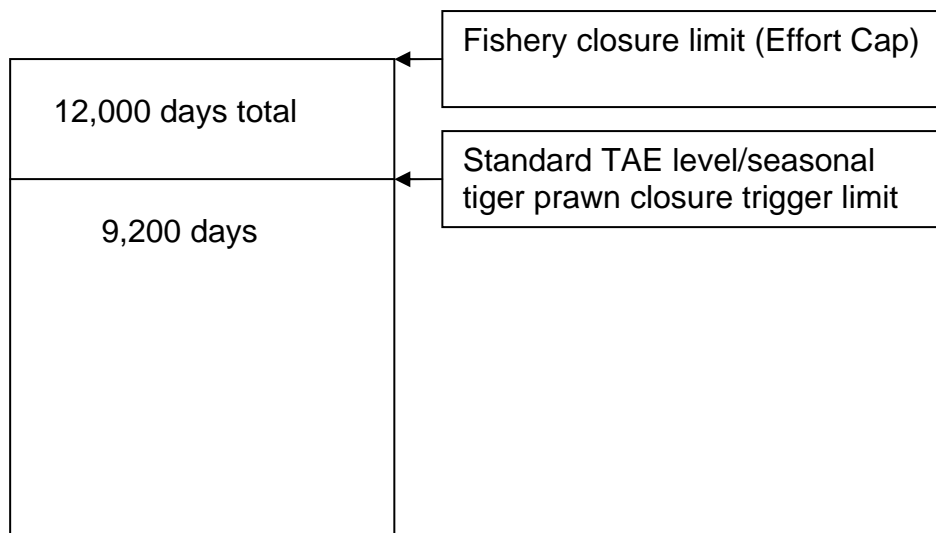 Fishery closure limit (Effort Cap)
12,000 days total
Standard TAE level/seasonal
tiger prawn closure trigger limit
9,200 days